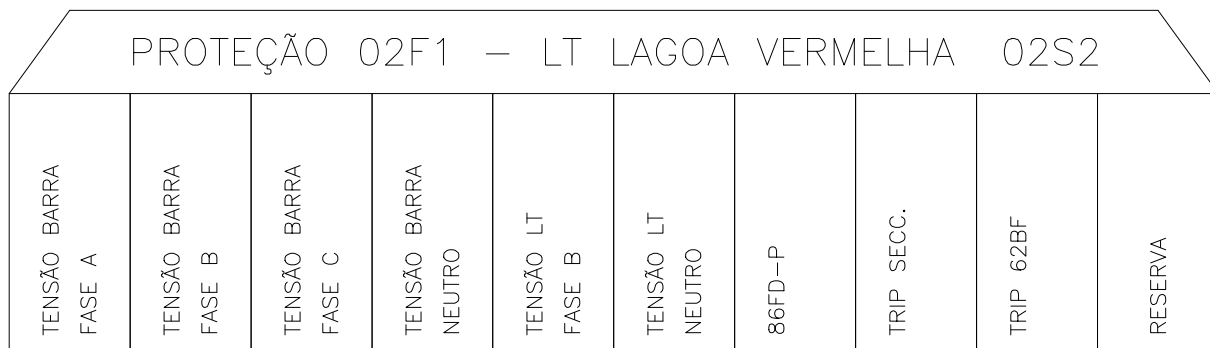 PROTEÇÃO 02F1 – LT LAGOA VERMELHA 02S2
TENSÃO BARRA
FASE A
TENSÃO BARRA
FASE B
TENSÃO BARRA
FASE C
TENSÃO BARRA
NEUTRO
TENSÃO LT
FASE B
TENSÃO LT
NEUTRO
86FD–P
TRIP SECC.
TRIP 62BF
RESERVA